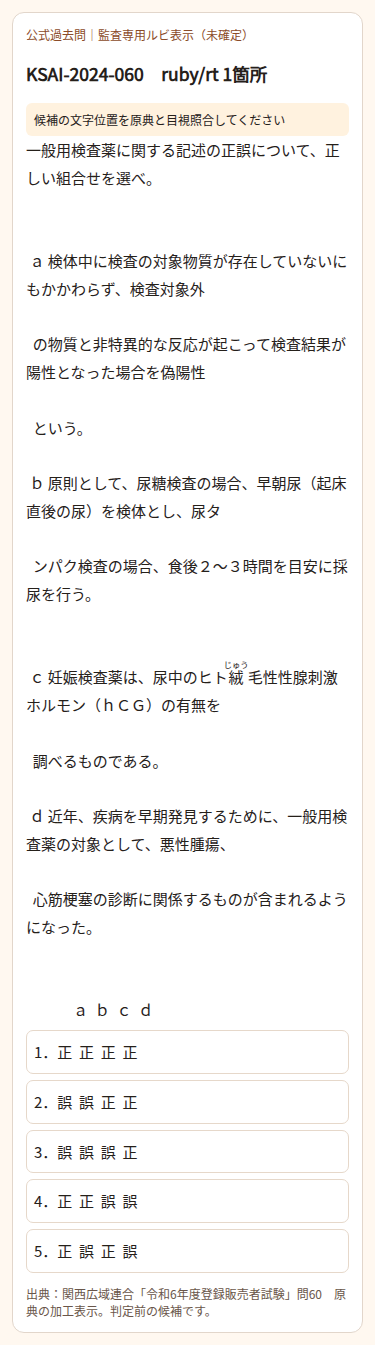 公式過去問｜監査専用ルビ表示（未確定）
KSAI-2024-060　ruby/rt 1箇所
候補の文字位置を原典と目視照合してください
一般用検査薬に関する記述の正誤について、正
しい組合せを選べ。
ａ 検体中に検査の対象物質が存在していないに
もかかわらず、検査対象外
の物質と非特異的な反応が起こって検査結果が
陽性となった場合を偽陽性
という。
ｂ 原則として、尿糖検査の場合、早朝尿（起床
直後の尿）を検体とし、尿タ
ンパク検査の場合、食後２～３時間を目安に採
尿を行う。
じゅう
ｃ 妊娠検査薬は、尿中のヒト絨毛性性腺刺激
ホルモン（ｈＣＧ）の有無を
調べるものである。
ｄ 近年、疾病を早期発見するために、一般用検
査薬の対象として、悪性腫瘍、
心筋梗塞の診断に関係するものが含まれるよう
になった。
ａ ｂ ｃ ｄ
1．正 正 正 正
2．誤 誤 正 正
3．誤 誤 誤 正
4．正 正 誤 誤
5．正 誤 正 誤
出典：関西広域連合「令和6年度登録販売者試験」問60　原
典の加工表示。判定前の候補です。